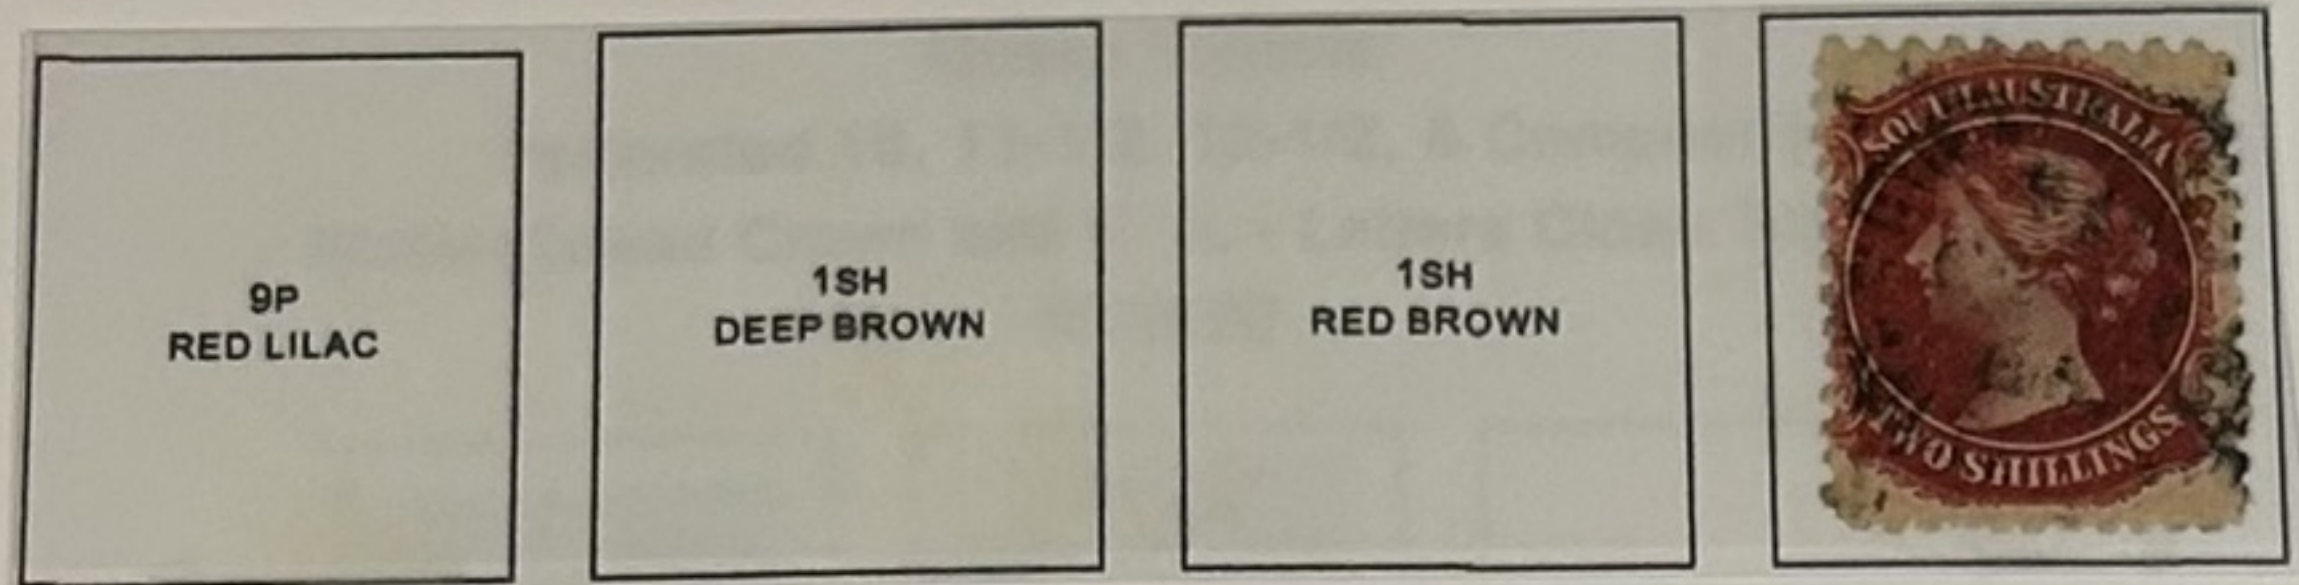 9P
RED LILAC
1SH
DEEP BROWN
1SH
RED BROWN
SOUTH AUSTRALIA
TWO SHILLINGS